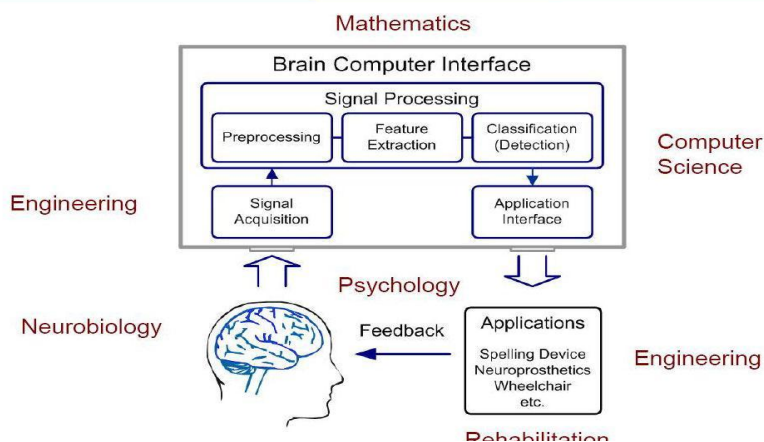 Mathematics
Brain Computer Interface
Signal Processing
Preprocessing
Feature
Extraction
Classification
(Detection)
Computer
Science
Engineering
Signal
Acquisition
Application
Interface
Psychology
Neurobiology
Feedback
Applications
Spelling Device
Neuroprosthetics
Wheelchair
etc.
Engineering
Rehabilitation